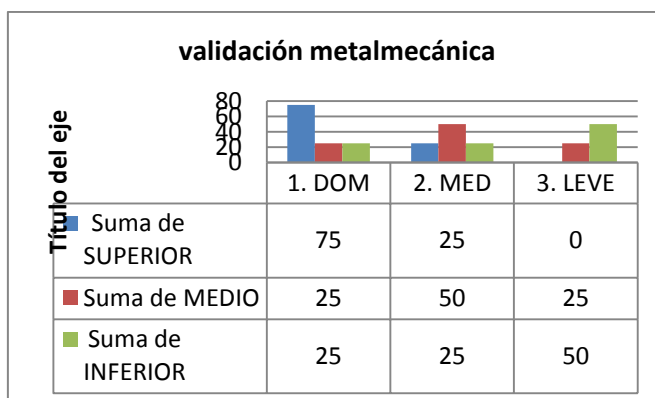 validación metalmecánica
Título del eje
80
60
40
20
0
1. DOM 2. MED 3. LEVE
Suma de
SUPERIOR 75 25 0
Suma de MEDIO 25 50 25
Suma de
INFERIOR 25 25 50